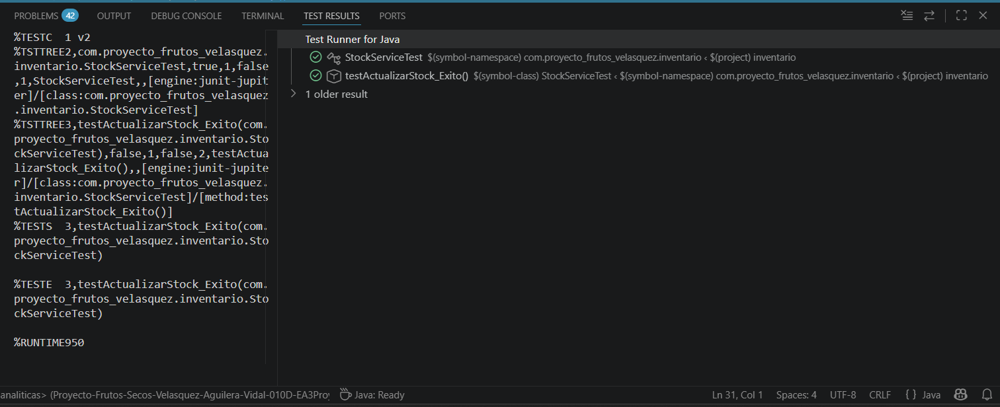 PROBLEMS 42 OUTPUT DEBUG CONSOLE TERMINAL TEST RESULTS PORTS
%TESTC  1 v2
%TSTTREE2,com.proyecto_frutos_velasquez.
inventario.StockServiceTest,true,1,false
,1,StockServiceTest,,[engine:junit-jupit
er]/[class:com.proyecto_frutos_velasquez
.inventario.StockServiceTest]
%TSTTREE3,testActualizarStock_Exito(com.
proyecto_frutos_velasquez.inventario.Sto
ckServiceTest),false,1,false,2,testActua
lizarStock_Exito(),,[engine:junit-jupite
r]/[class:com.proyecto_frutos_velasquez.
inventario.StockServiceTest]/[method:tes
tActualizarStock_Exito()]
%TESTS  3,testActualizarStock_Exito(com.
proyecto_frutos_velasquez.inventario.Sto
ckServiceTest)
%TESTE  3,testActualizarStock_Exito(com.
proyecto_frutos_velasquez.inventario.Sto
ckServiceTest)
%RUNTIME950
Test Runner for Java
StockServiceTest $(symbol-namespace) com.proyecto_frutos_velasquez.inventario ‹ $(project) inventario
testActualizarStock_Exito() $(symbol-class) StockServiceTest ‹ $(symbol-namespace) com.proyecto_frutos_velasquez.inventario ‹ $(project) inventario
1 older result
analiticas> (Proyecto-Frutos-Secos-Velasquez-Aguilera-Vidal-010D-EA3Proy Java: Ready Ln 31, Col 1 Spaces: 4 UTF-8 CRLF { } Java